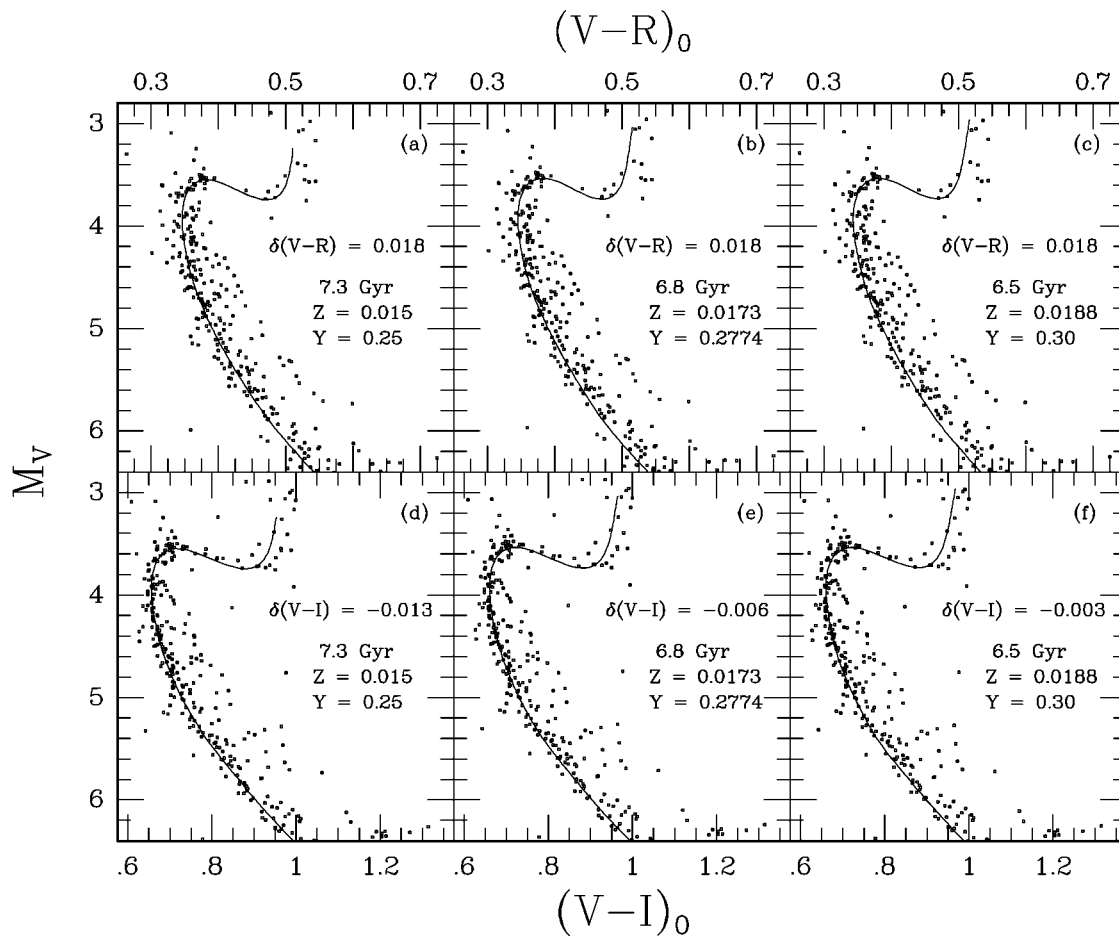 (V−R)₀
0.3 0.5 0.7 0.3 0.5 0.7 0.3 0.5 0.7
3 (a) (b) (c)
4
δ(V−R) = 0.018 δ(V−R) = 0.018 δ(V−R) = 0.018
7.3 Gyr 6.8 Gyr 6.5 Gyr
Z = 0.015 Z = 0.0173 Z = 0.0188
5
Y = 0.25 Y = 0.2774 Y = 0.30
6
M_V
3 (d) (e) (f)
4
δ(V−I) = −0.013 δ(V−I) = −0.006 δ(V−I) = −0.003
7.3 Gyr 6.8 Gyr 6.5 Gyr
Z = 0.015 Z = 0.0173 Z = 0.0188
5 Y = 0.25 Y = 0.2774 Y = 0.30
6
.6 .8 1 1.2 .6 .8 1 1.2 .6 .8 1 1.2
(V−I)₀